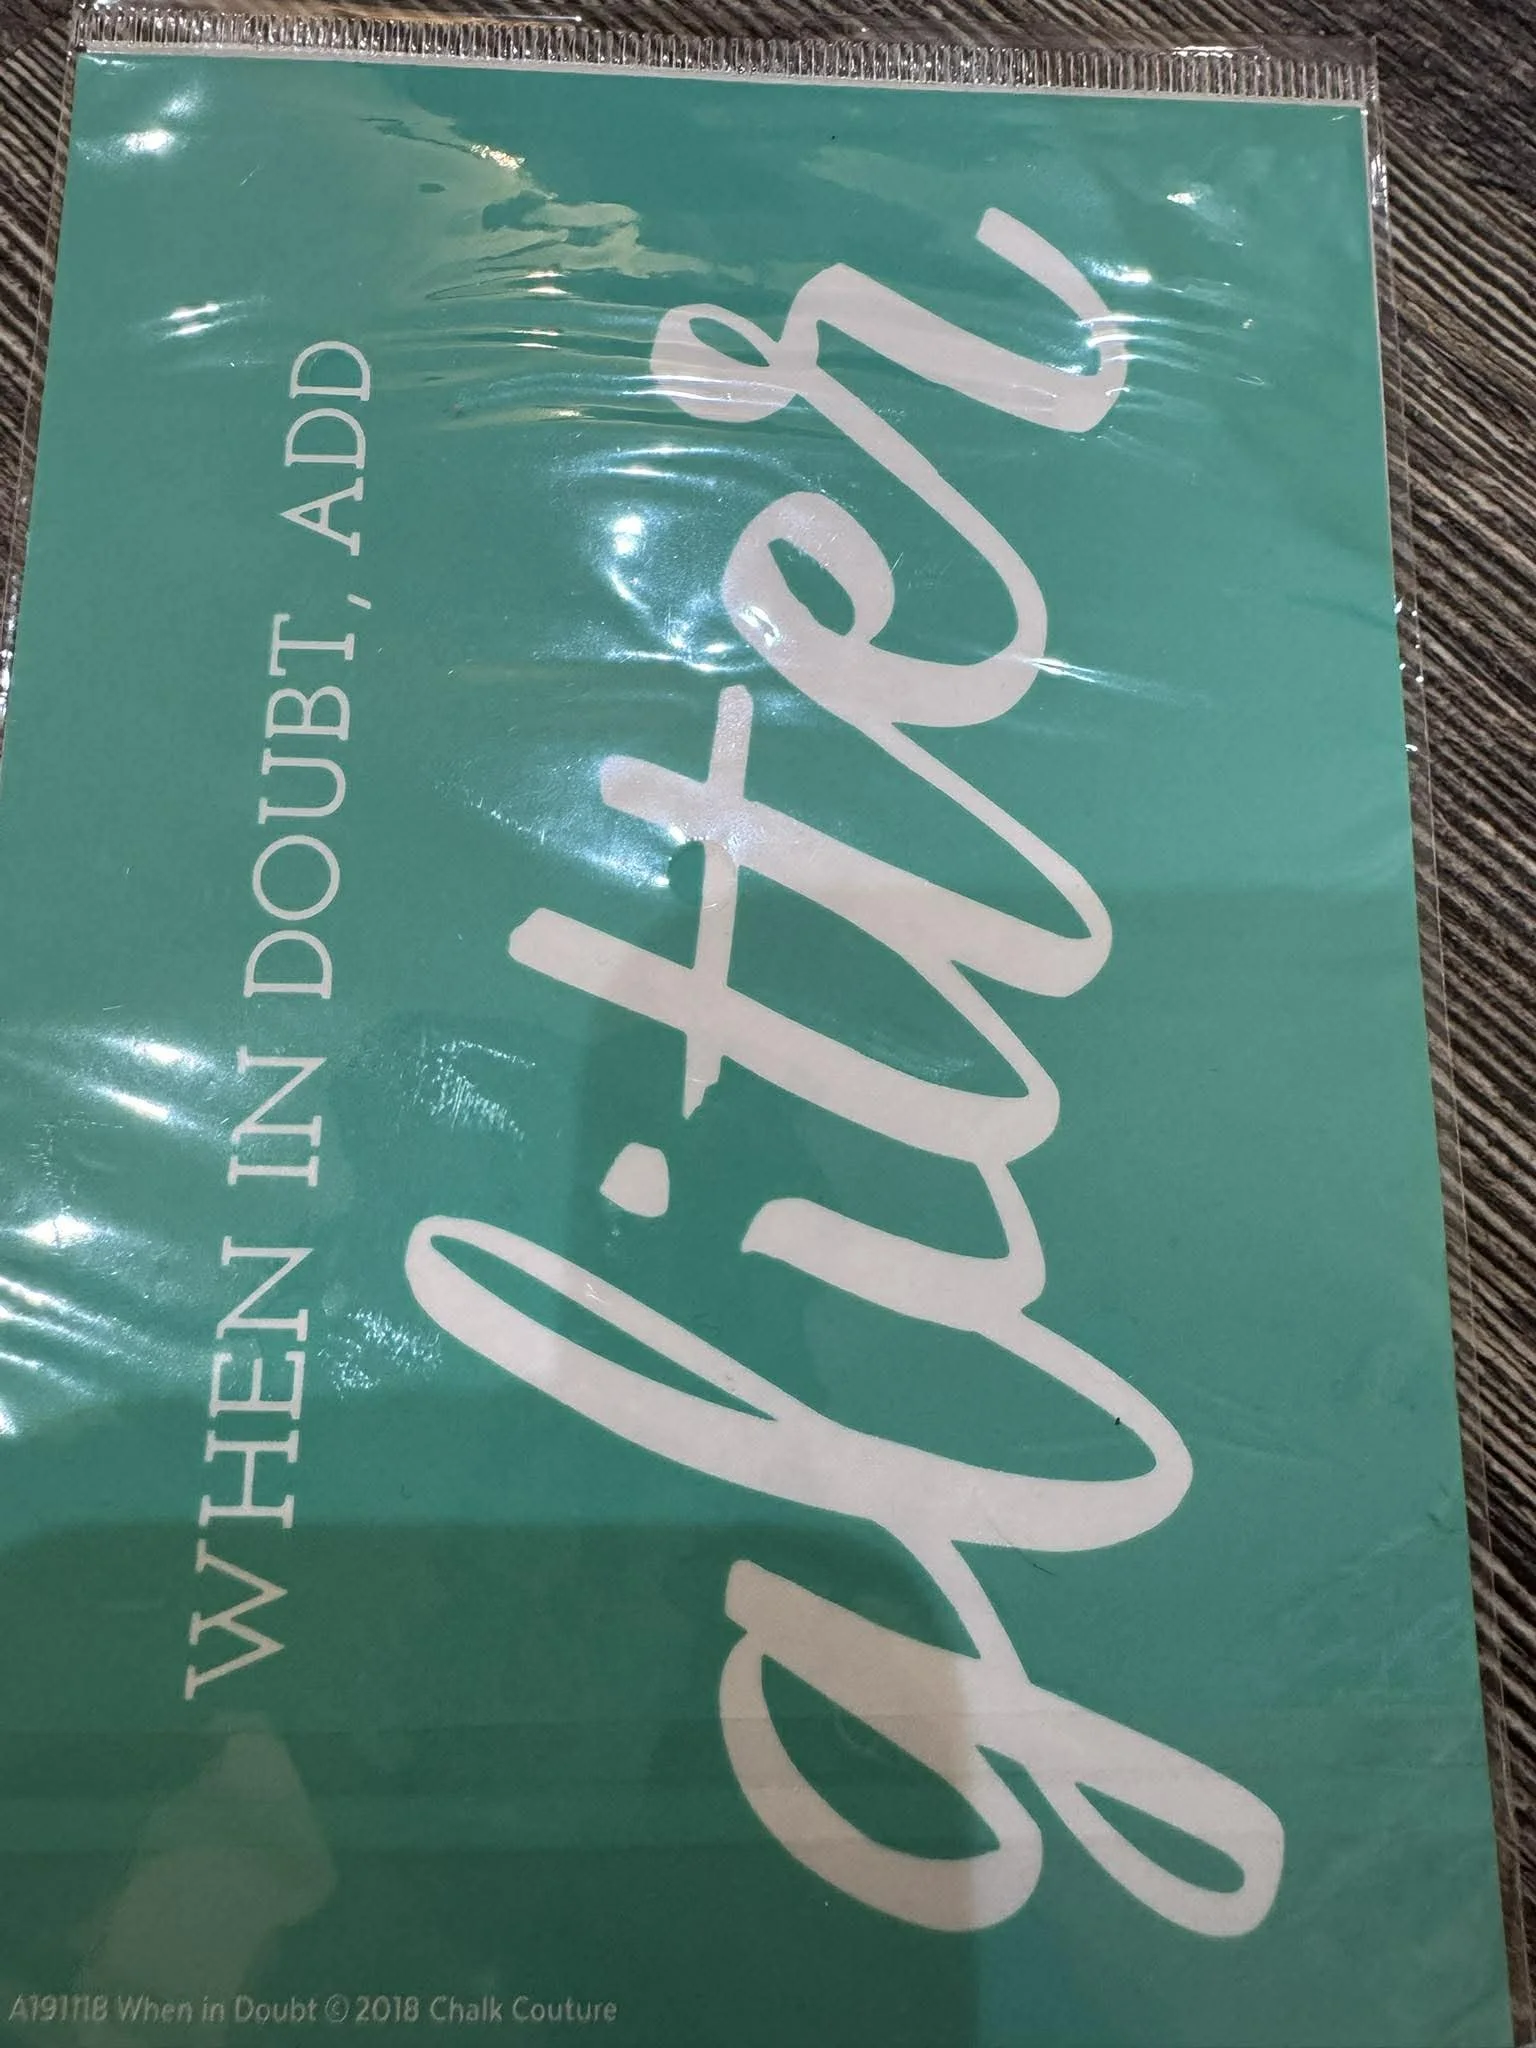 WHEN IN DOUBT, ADD
glitter
A191118 When in Doubt © 2018 Chalk Couture